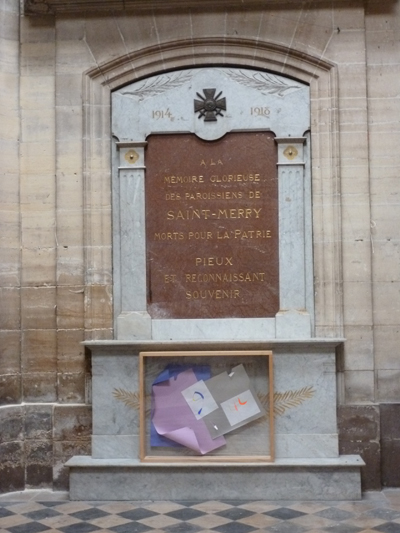 1914 1918
A LA
MÉMOIRE GLORIEUSE
DES PAROISSIENS DE
SAINT-MERRY
MORTS POUR LA PATRIE
PIEUX
ET RECONNAISSANT
SOUVENIR